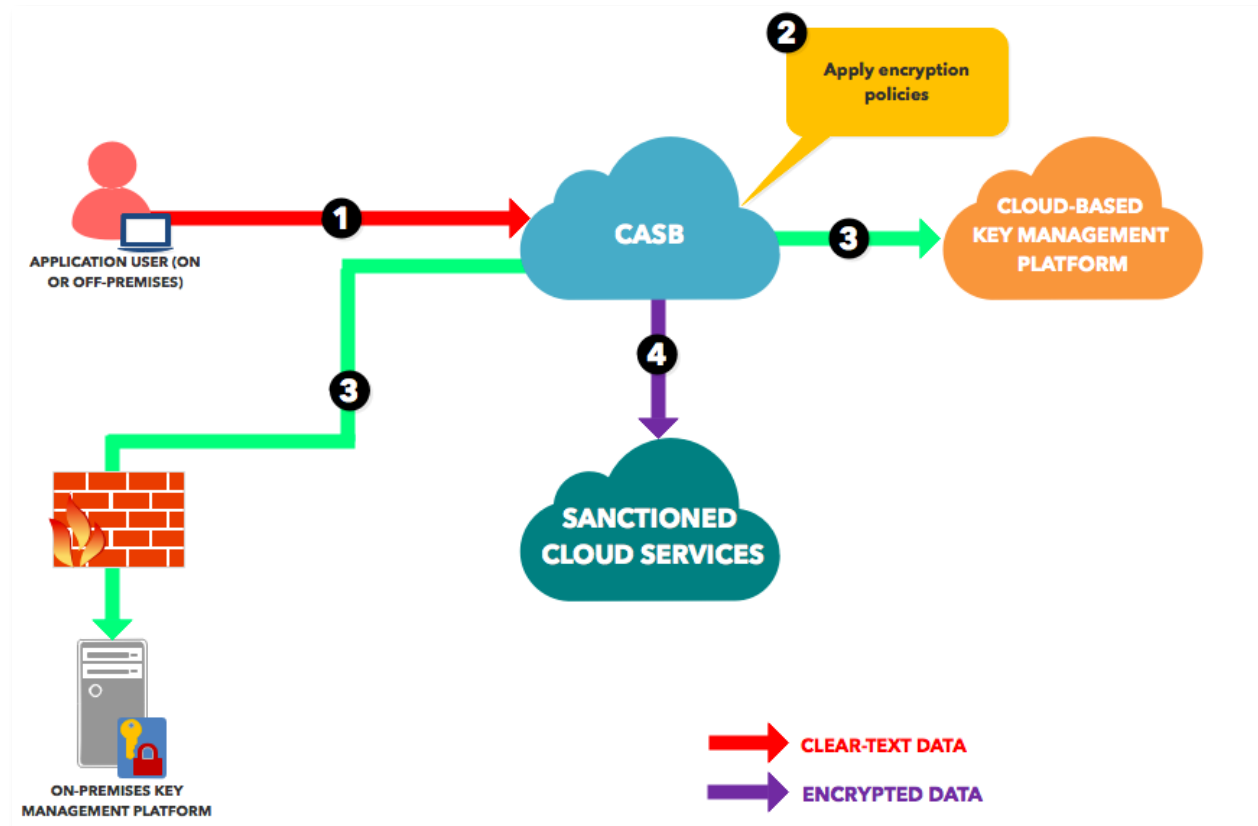 2
Apply encryption
policies
1
CASB
3
CLOUD-BASED
KEY MANAGEMENT
PLATFORM
APPLICATION USER (ON
OR OFF-PREMISES)
4
3
SANCTIONED
CLOUD SERVICES
ON-PREMISES KEY
MANAGEMENT PLATFORM
CLEAR-TEXT DATA
ENCRYPTED DATA